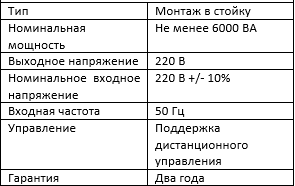 Тип Монтаж в стойку
Номинальная Не менее 6000 ВА
мощность
Выходное напряжение 220 В
Номинальное входное 220 В +/- 10%
напряжение
Входная частота 50 Гц
Управление Поддержка
дистанционного
управления
Гарантия Два года